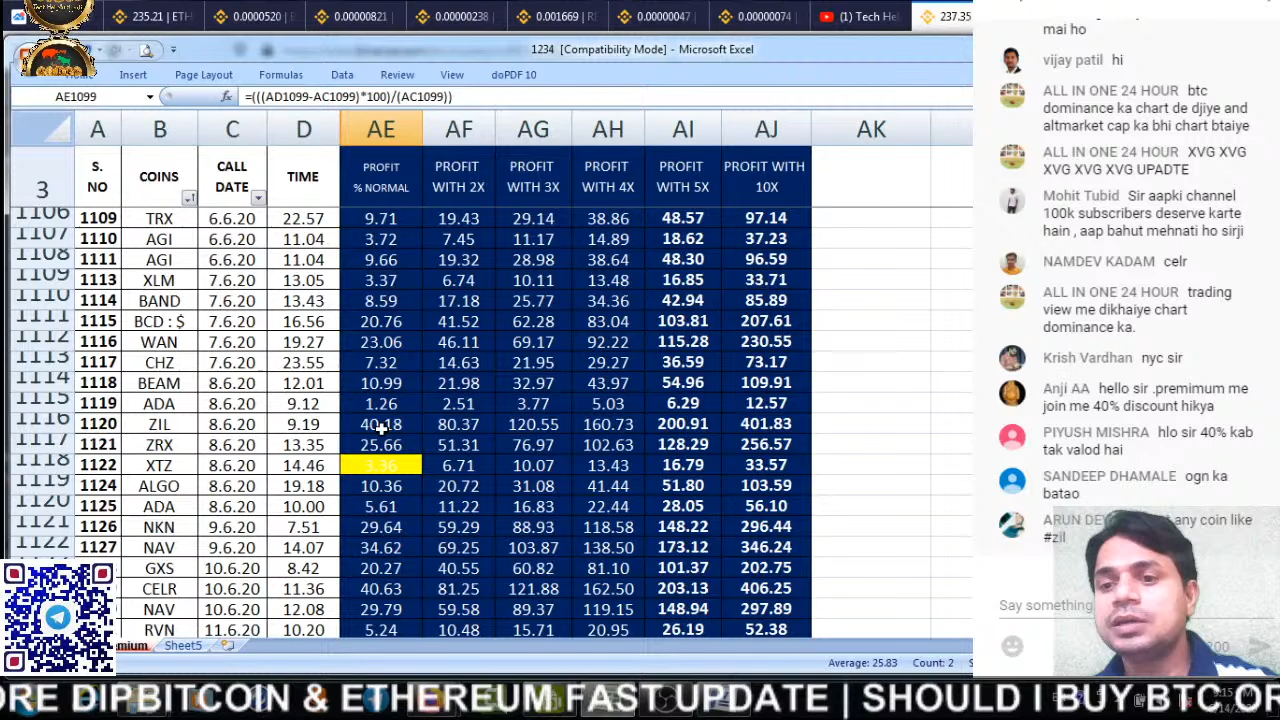 235.21 | ETH
0.0000520 | B
0.0000821
0.00000238
0.001669 | R
0.00000047
0.00000074
(1) Tech Hel
237.35
1234 [Compatibility Mode] - Microsoft Excel
Insert Page Layout Formulas Data Review View doPDF 10
AE1099 fx =(((AD1099-AC1099)*100)/(AC1099))
A B C D AE AF AG AH AI AJ AK
3 S. NO COINS CALL DATE TIME PROFIT % NORMAL PROFIT WITH 2X PROFIT WITH 3X PROFIT WITH 4X PROFIT WITH 5X PROFIT WITH 10X
1106 1109 TRX 6.6.20 22.57 9.71 19.43 29.14 38.86 48.57 97.14
1107 1110 AGI 6.6.20 11.04 3.72 7.45 11.17 14.89 18.62 37.23
1108 1111 AGI 6.6.20 11.04 9.66 19.32 28.98 38.64 48.30 96.59
1109 1113 XLM 7.6.20 13.05 3.37 6.74 10.11 13.48 16.85 33.71
1110 1114 BAND 7.6.20 13.43 8.59 17.18 25.77 34.36 42.94 85.89
1111 1115 BCD : $ 7.6.20 16.56 20.76 41.52 62.28 83.04 103.81 207.61
1112 1116 WAN 7.6.20 19.27 23.06 46.11 69.17 92.22 115.28 230.55
1113 1117 CHZ 7.6.20 23.55 7.32 14.63 21.95 29.27 36.59 73.17
1114 1118 BEAM 8.6.20 12.01 10.99 21.98 32.97 43.97 54.96 109.91
1115 1119 ADA 8.6.20 9.12 1.26 2.51 3.77 5.03 6.29 12.57
1116 1120 ZIL 8.6.20 9.19 40.18 80.37 120.55 160.73 200.91 401.83
1117 1121 ZRX 8.6.20 13.35 25.66 51.31 76.97 102.63 128.29 256.57
1118 1122 XTZ 8.6.20 14.46 3.36 6.71 10.07 13.43 16.79 33.57
1119 1124 ALGO 8.6.20 19.18 10.36 20.72 31.08 41.44 51.80 103.59
1120 1125 ADA 8.6.20 10.00 5.61 11.22 16.83 22.44 28.05 56.10
1121 1126 NKN 9.6.20 7.51 29.64 59.29 88.93 118.58 148.22 296.44
1122 1127 NAV 9.6.20 14.07 34.62 69.25 103.87 138.50 173.12 346.24
GXS 10.6.20 8.42 20.27 40.55 60.82 81.10 101.37 202.75
CELR 10.6.20 11.36 40.63 81.25 121.88 162.50 203.13 406.25
NAV 10.6.20 12.08 29.79 59.58 89.37 119.15 148.94 297.89
RVN 11.6.20 10.20 5.24 10.48 15.71 20.95 26.19 52.38
Sheet5
Average: 25.83 Count: 2
mai ho
vijay patil hi
ALL IN ONE 24 HOUR btc
dominance ka chart de djiye and
altmarket cap ka bhi chart btaiye
ALL IN ONE 24 HOUR XVG XVG
XVG XVG XVG UPADTE
Mohit Tubid Sir aapki channel
100k subscribers deserve karte
hain , aap bahut mehnati ho sirji
NAMDEV KADAM celr
ALL IN ONE 24 HOUR trading
view me dikhaiye chart
dominance ka.
Krish Vardhan nyc sir
Anji AA hello sir .premimum me
join me 40% discount hikya
PIYUSH MISHRA hlo sir 40% kab
tak valod hai
SANDEEP DHAMALE ogn ka
batao
ARUN any coin like
#zil
Say something
ORE DIPBITCOIN & ETHEREUM FAST UPDATE | SHOULD I BUY BTC OR